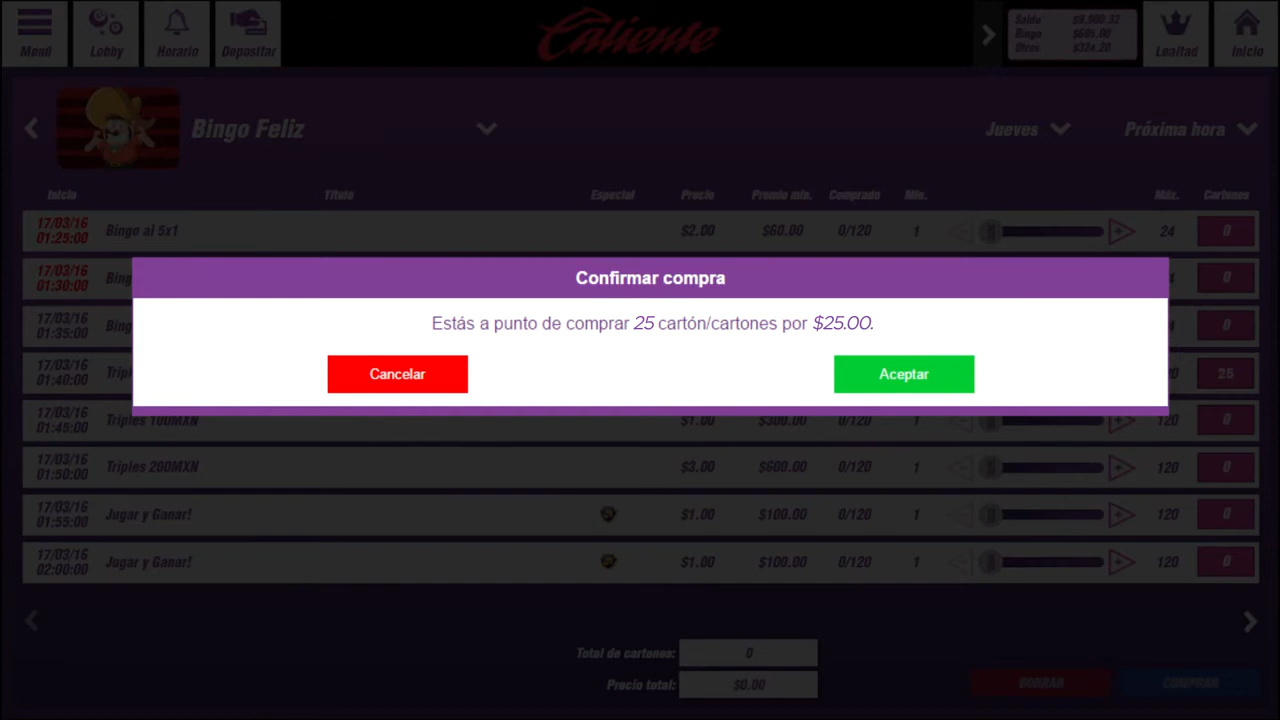 Menú Lobby Horario Depositar Caliente Saldo $9,900.32 Lealtad Inicio
Bingo $685.00
Otros $324.20
Bingo Feliz Jueves Próxima hora
Inicio Título Especial Precio Premio mín. Comprado Mín. Máx. Cartones
17/03/16
01:25:00 Bingo al 5x1 $2.00 $60.00 0/120 1 24 0
17/03/16
01:30:00 Bing 0
Confirmar compra
Estás a punto de comprar 25 cartón/cartones por $25.00.
Cancelar Aceptar
17/03/16
01:35:00 Bing 0
17/03/16
01:40:00 Tripl 25
17/03/16
01:45:00 Triples 100MXN $1.00 $300.00 0/120 1 120 0
17/03/16
01:50:00 Triples 290MXN $3.00 $600.00 0/120 1 120 0
17/03/16
01:55:00 Jugar y Ganar! $1.00 $100.00 0/120 1 120 0
17/03/16
02:00:00 Jugar y Ganar! $1.00 $100.00 0/120 1 120 0
Total de cartones: 0
Precio total: $0.00
BORRAR COMPRAR